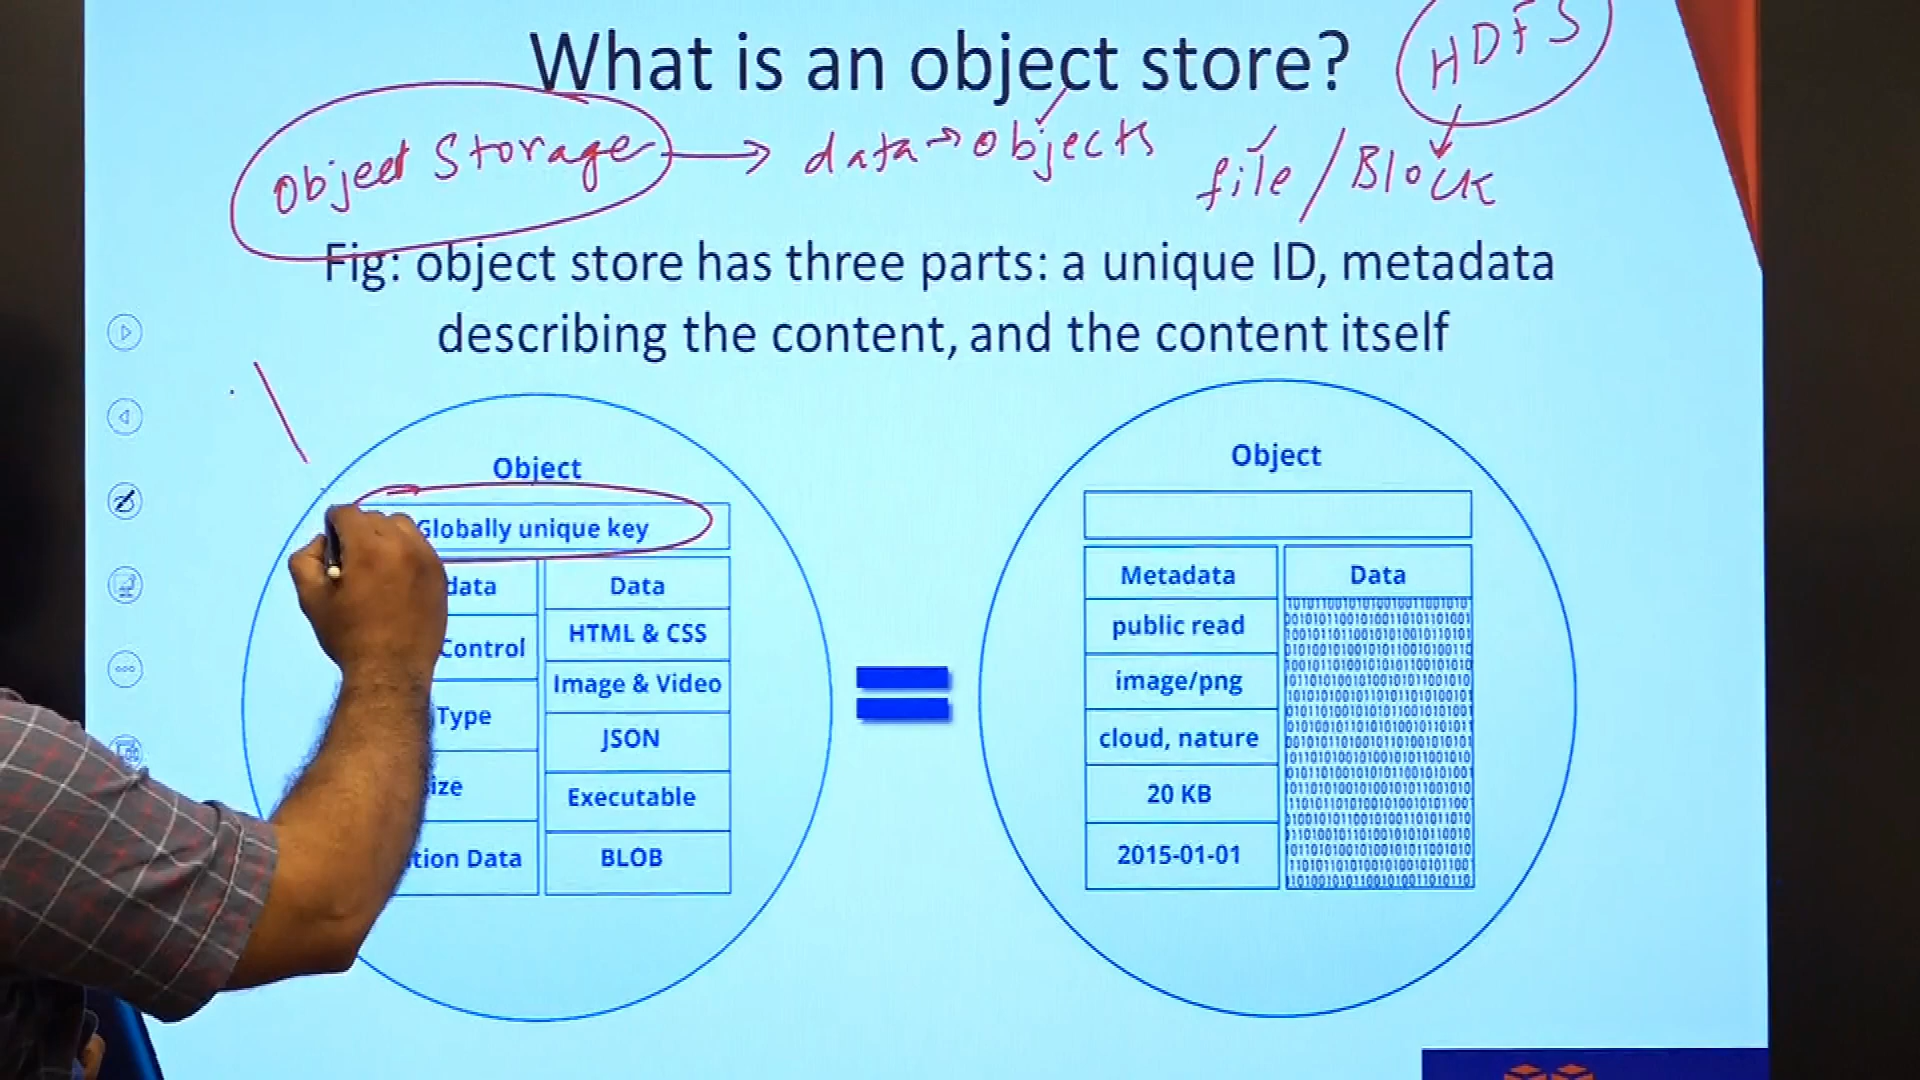 What is an object store?
HDFS
Object Storage → data → objects
file / Block
Fig: object store has three parts: a unique ID, metadata
describing the content, and the content itself
Object
Globally unique key
data Data
Control HTML & CSS
Type Image & Video
ize JSON
Executable
tion Data BLOB
Object
Metadata Data
public read
image/png
cloud, nature
20 KB
2015-01-01